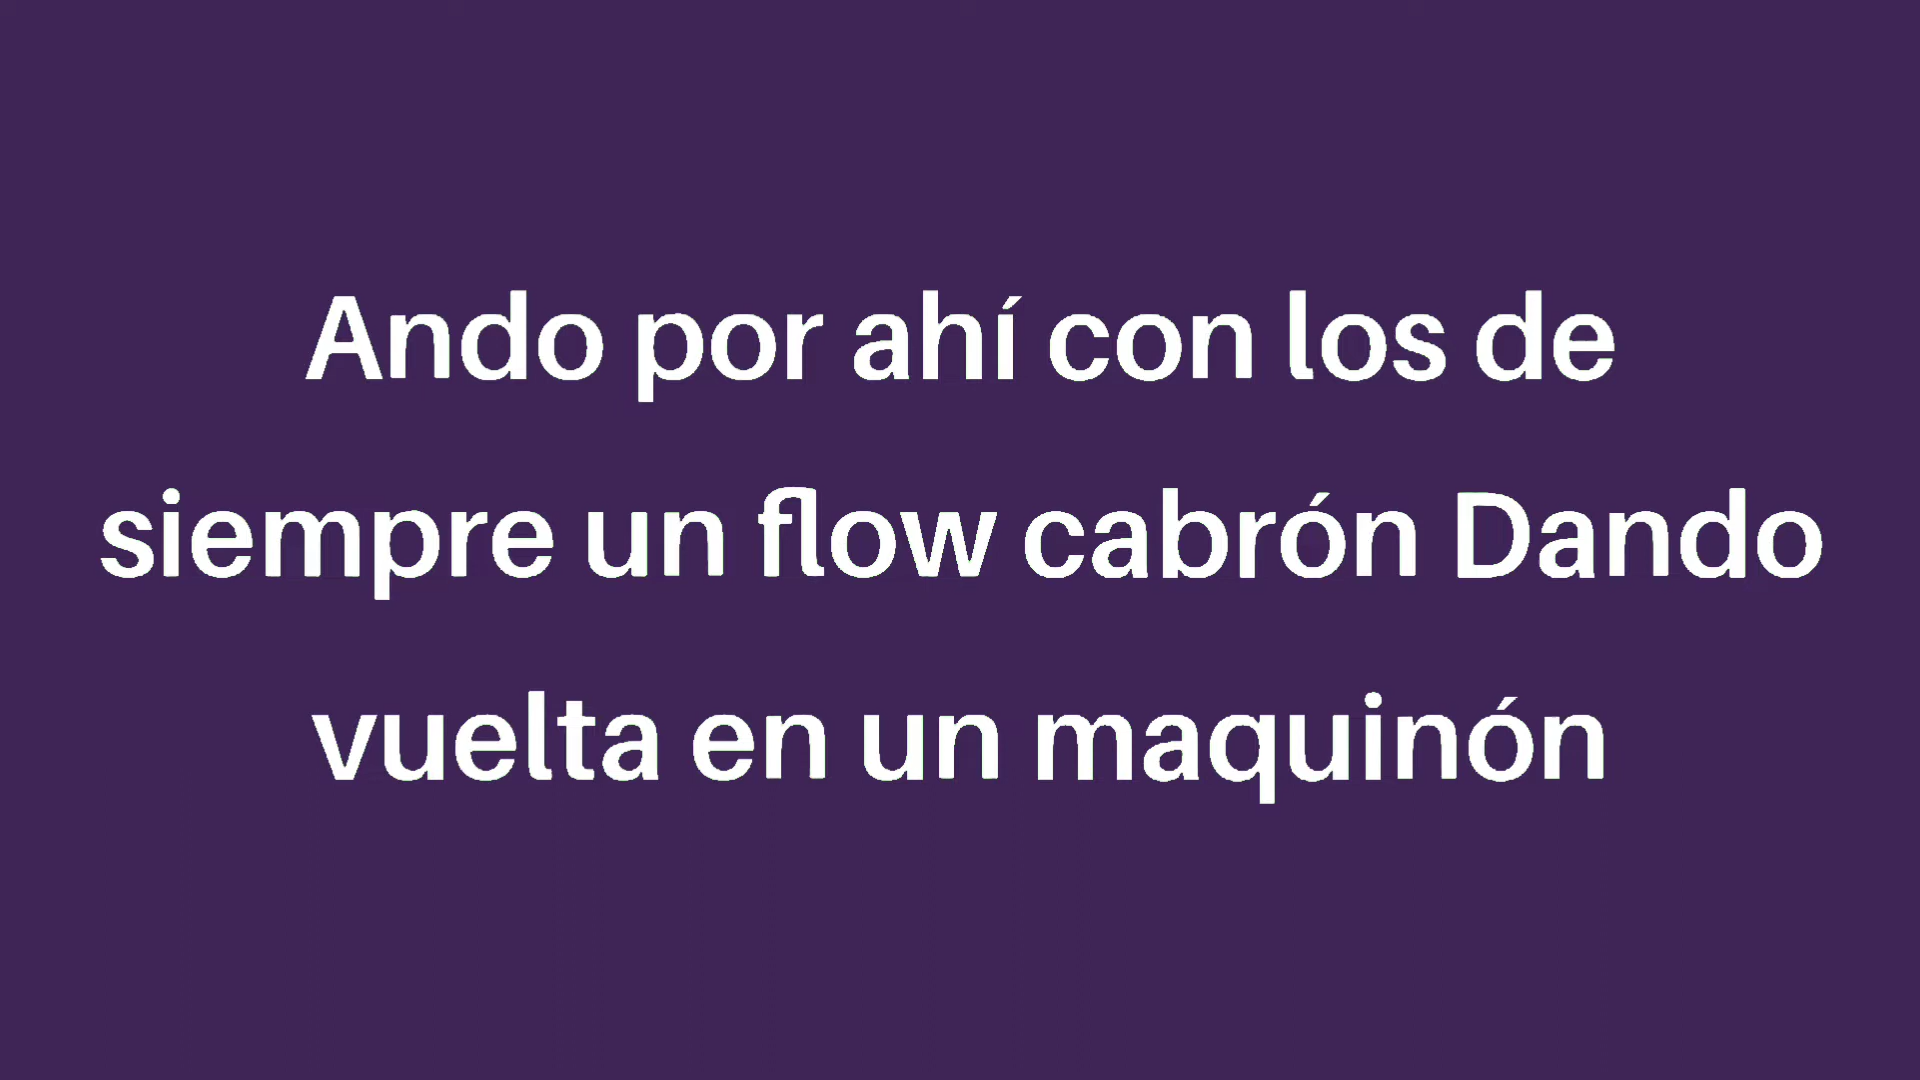 Ando por ahí con los de
siempre un flow cabrón Dando
vuelta en un maquinón